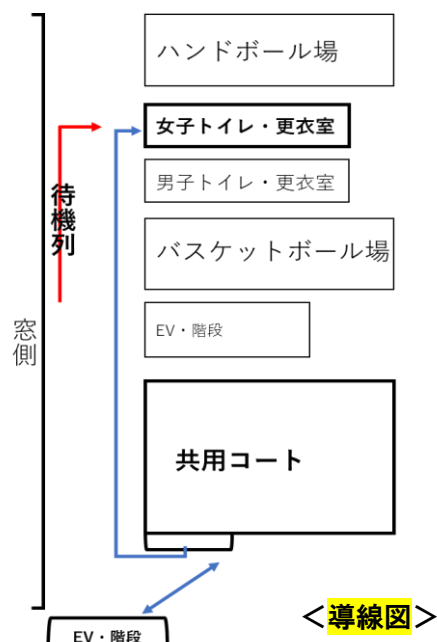 ハンドボール場
女子トイレ・更衣室
男子トイレ・更衣室
待機列
バスケットボール場
窓側
EV・階段
共用コート
EV・階段
＜導線図＞